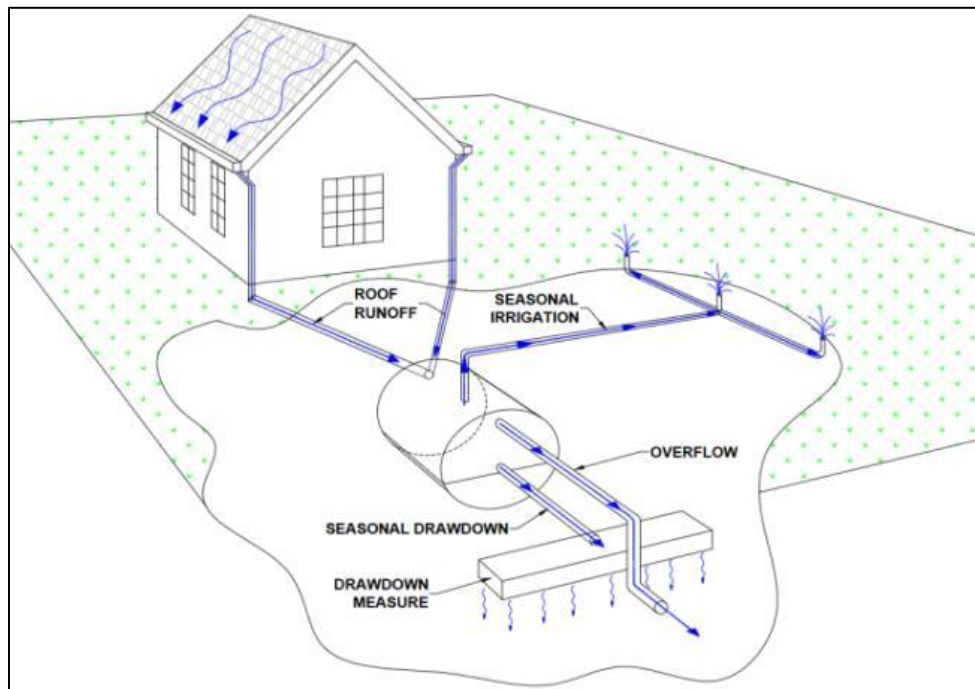 ROOF
RUNOFF
SEASONAL
IRRIGATION
OVERFLOW
SEASONAL DRAWDOWN
DRAWDOWN
MEASURE